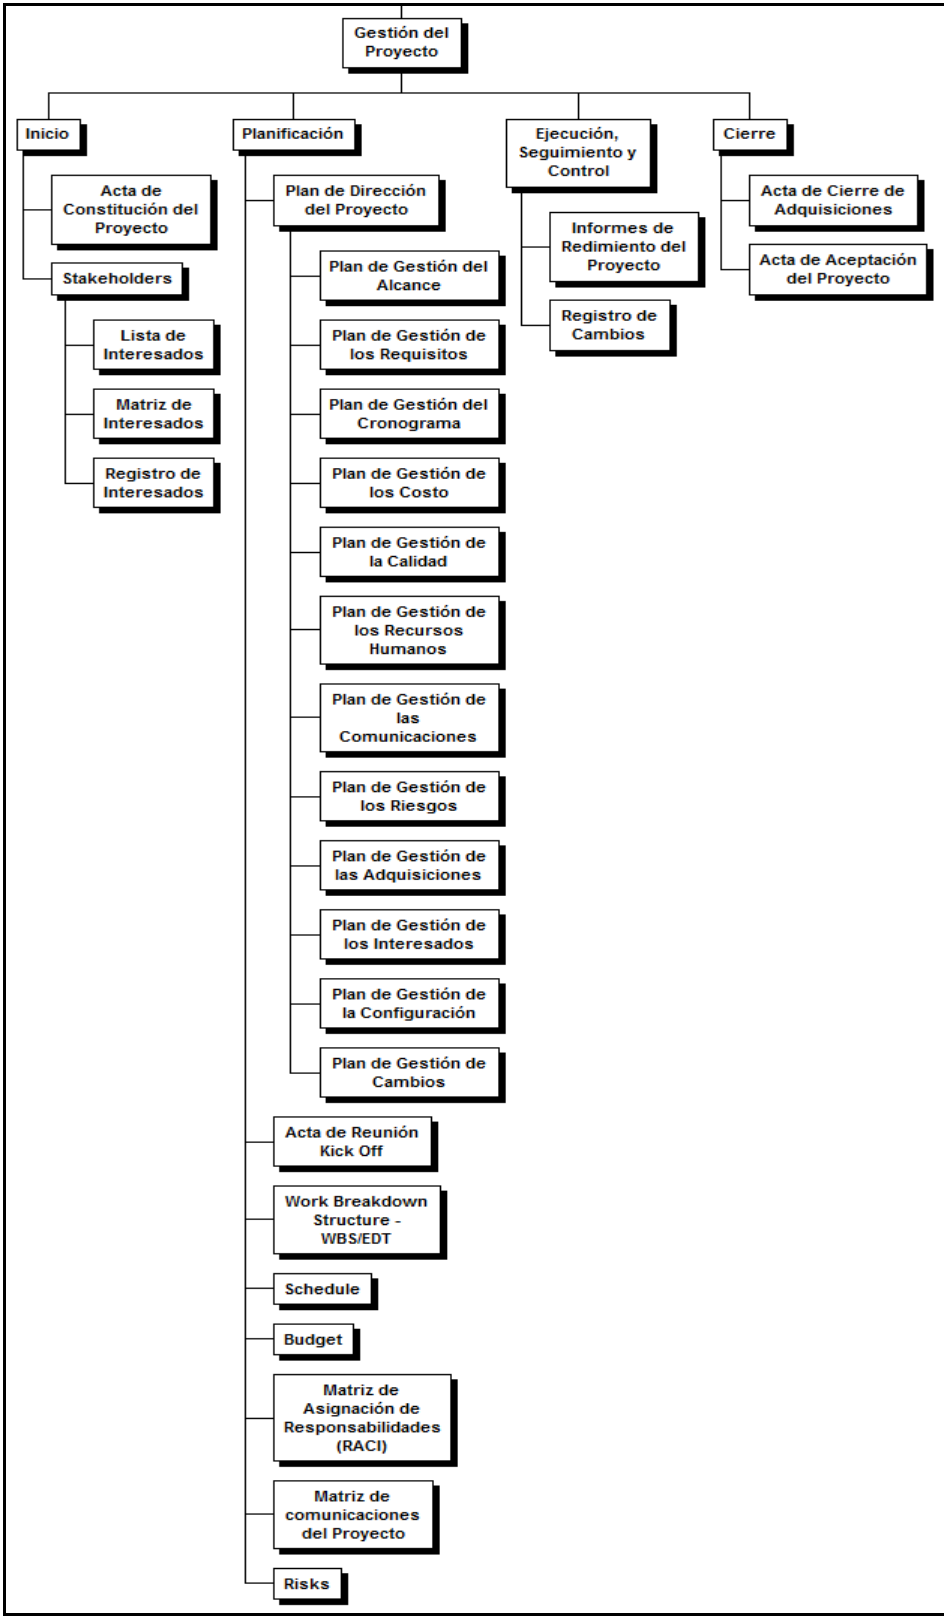 Gestión del
Proyecto
Inicio
Acta de
Constitución del
Proyecto
Stakeholders
Lista de
Interesados
Matriz de
Interesados
Registro de
Interesados
Planificación
Plan de Dirección
del Proyecto
Plan de Gestión del
Alcance
Plan de Gestión de
los Requisitos
Plan de Gestión del
Cronograma
Plan de Gestión de
los Costo
Plan de Gestión de
la Calidad
Plan de Gestión de
los Recursos
Humanos
Plan de Gestión de
las
Comunicaciones
Plan de Gestión de
los Riesgos
Plan de Gestión de
las Adquisiciones
Plan de Gestión de
los Interesados
Plan de Gestión de
la Configuración
Plan de Gestión de
Cambios
Acta de Reunión
Kick Off
Work Breakdown
Structure -
WBS/EDT
Schedule
Budget
Matriz de
Asignación de
Responsabilidades
(RACI)
Matriz de
comunicaciones
del Proyecto
Risks
Ejecución,
Seguimiento y
Control
Informes de
Redimiento del
Proyecto
Registro de
Cambios
Cierre
Acta de Cierre de
Adquisiciones
Acta de Aceptación
del Proyecto